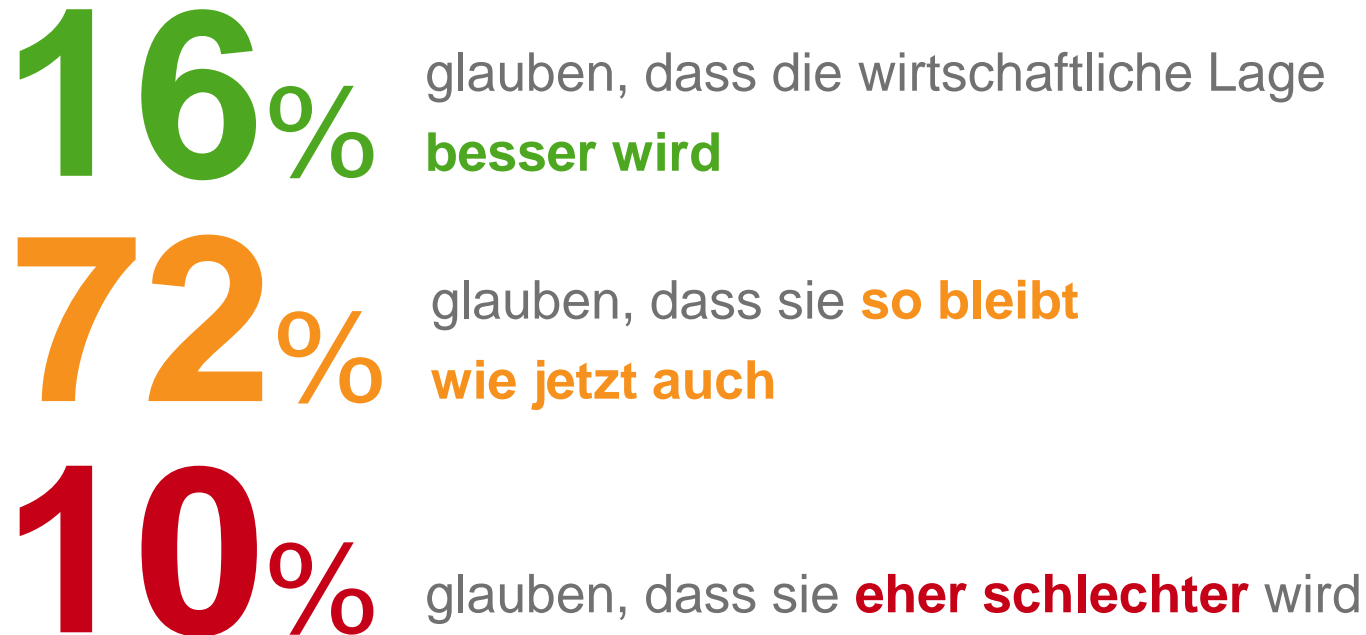 16% glauben, dass die wirtschaftliche Lage
besser wird
72% glauben, dass sie so bleibt
wie jetzt auch
10% glauben, dass sie eher schlechter wird